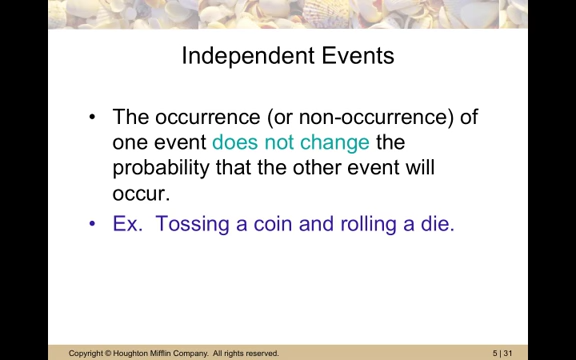 Independent Events
• The occurrence (or non-occurrence) of
one event does not change the
probability that the other event will
occur.
• Ex.  Tossing a coin and rolling a die.
Copyright © Houghton Mifflin Company.  All rights reserved.
5 | 31